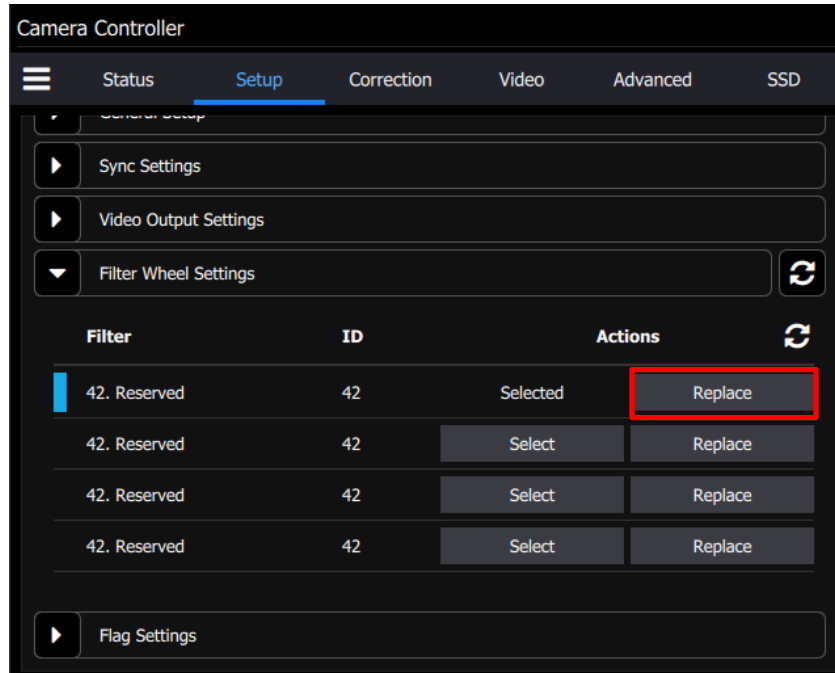 Camera Controller
Status Setup Correction Video Advanced SSD
General Setup
Sync Settings
Video Output Settings
Filter Wheel Settings
Filter ID Actions
42. Reserved 42 Selected Replace
42. Reserved 42 Select Replace
42. Reserved 42 Select Replace
42. Reserved 42 Select Replace
Flag Settings